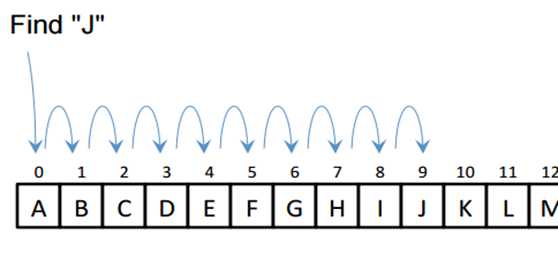 Find "J"
0 1 2 3 4 5 6 7 8 9 10 11 12
A B C D E F G H I J K L M